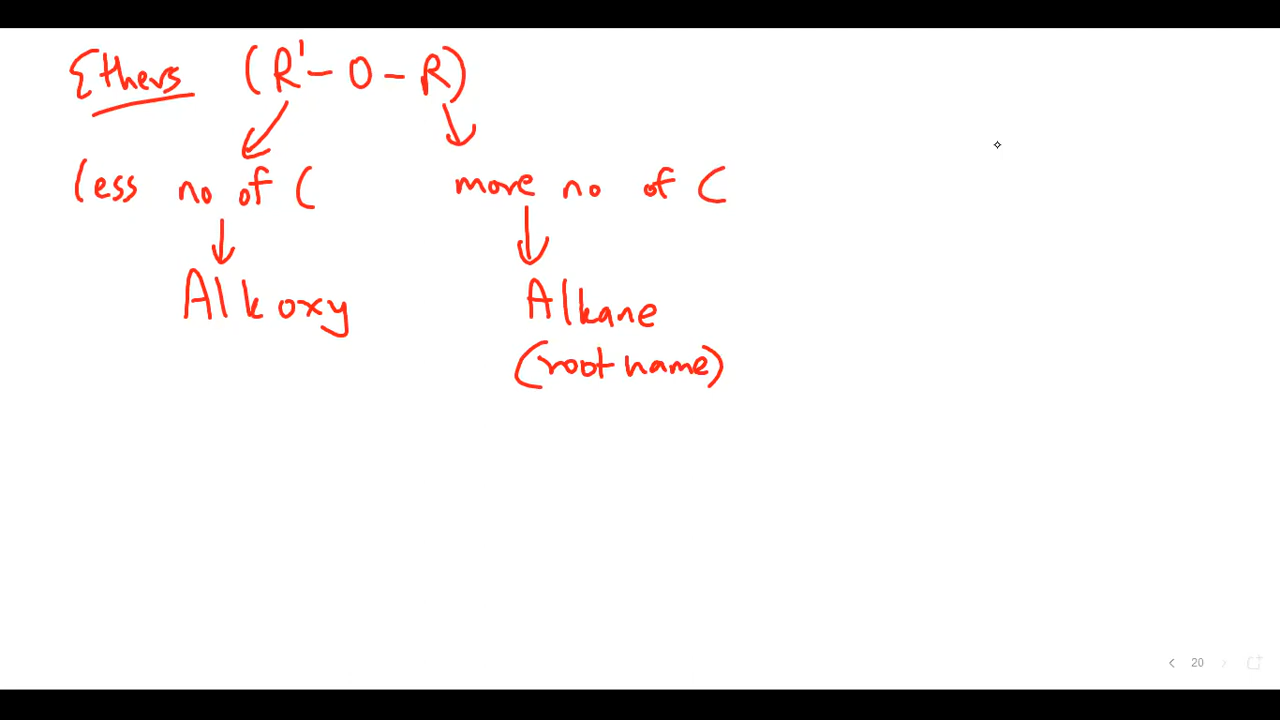 Ethers (R' - O - R)
less no of C more no of C
Alkoxy Alkane
(root name)
20